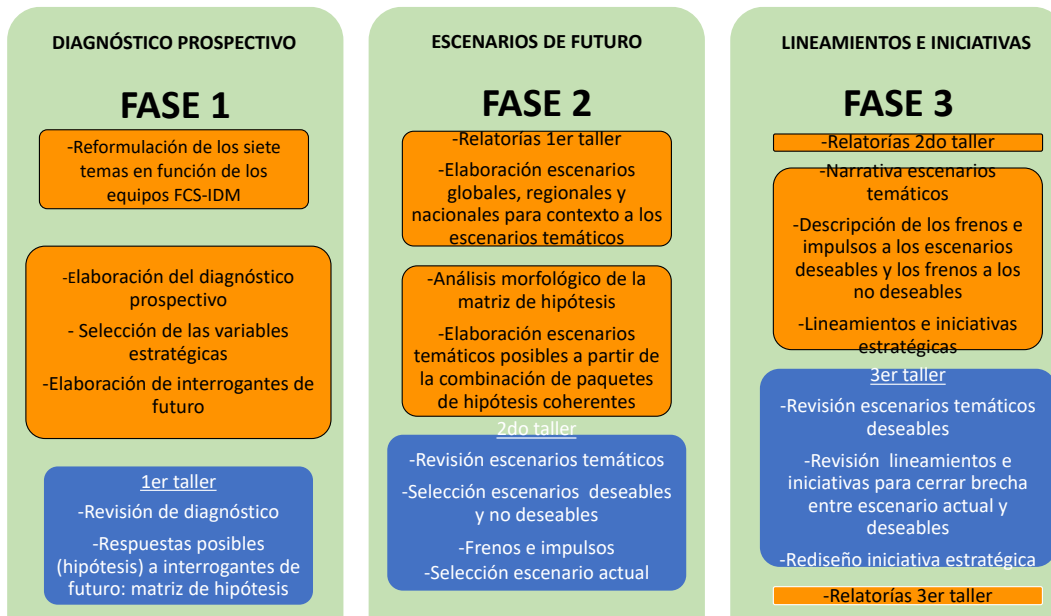 DIAGNÓSTICO PROSPECTIVO
FASE 1
-Reformulación de los siete
temas en función de los
equipos FCS-IDM
-Elaboración del diagnóstico
prospectivo
- Selección de las variables
estratégicas
-Elaboración de interrogantes de
futuro
1er taller
-Revisión de diagnóstico
-Respuestas posibles
(hipótesis) a interrogantes de
futuro: matriz de hipótesis
ESCENARIOS DE FUTURO
FASE 2
-Relatorías 1er taller
-Elaboración escenarios
globales, regionales y
nacionales para contexto a los
escenarios temáticos
-Análisis morfológico de la
matriz de hipótesis
-Elaboración escenarios
temáticos posibles a partir de
la combinación de paquetes
de hipótesis coherentes
2do taller
-Revisión escenarios temáticos
-Selección escenarios deseables
y no deseables
-Frenos e impulsos
-Selección escenario actual
LINEAMIENTOS E INICIATIVAS
FASE 3
-Relatorías 2do taller
-Narrativa escenarios
temáticos
-Descripción de los frenos e
impulsos a los escenarios
deseables y los frenos a los
no deseables
-Lineamientos e iniciativas
estratégicas
3er taller
-Revisión escenarios temáticos
deseables
-Revisión lineamientos e
iniciativas para cerrar brecha
entre escenario actual y
deseables
-Rediseño iniciativa estratégica
-Relatorías 3er taller